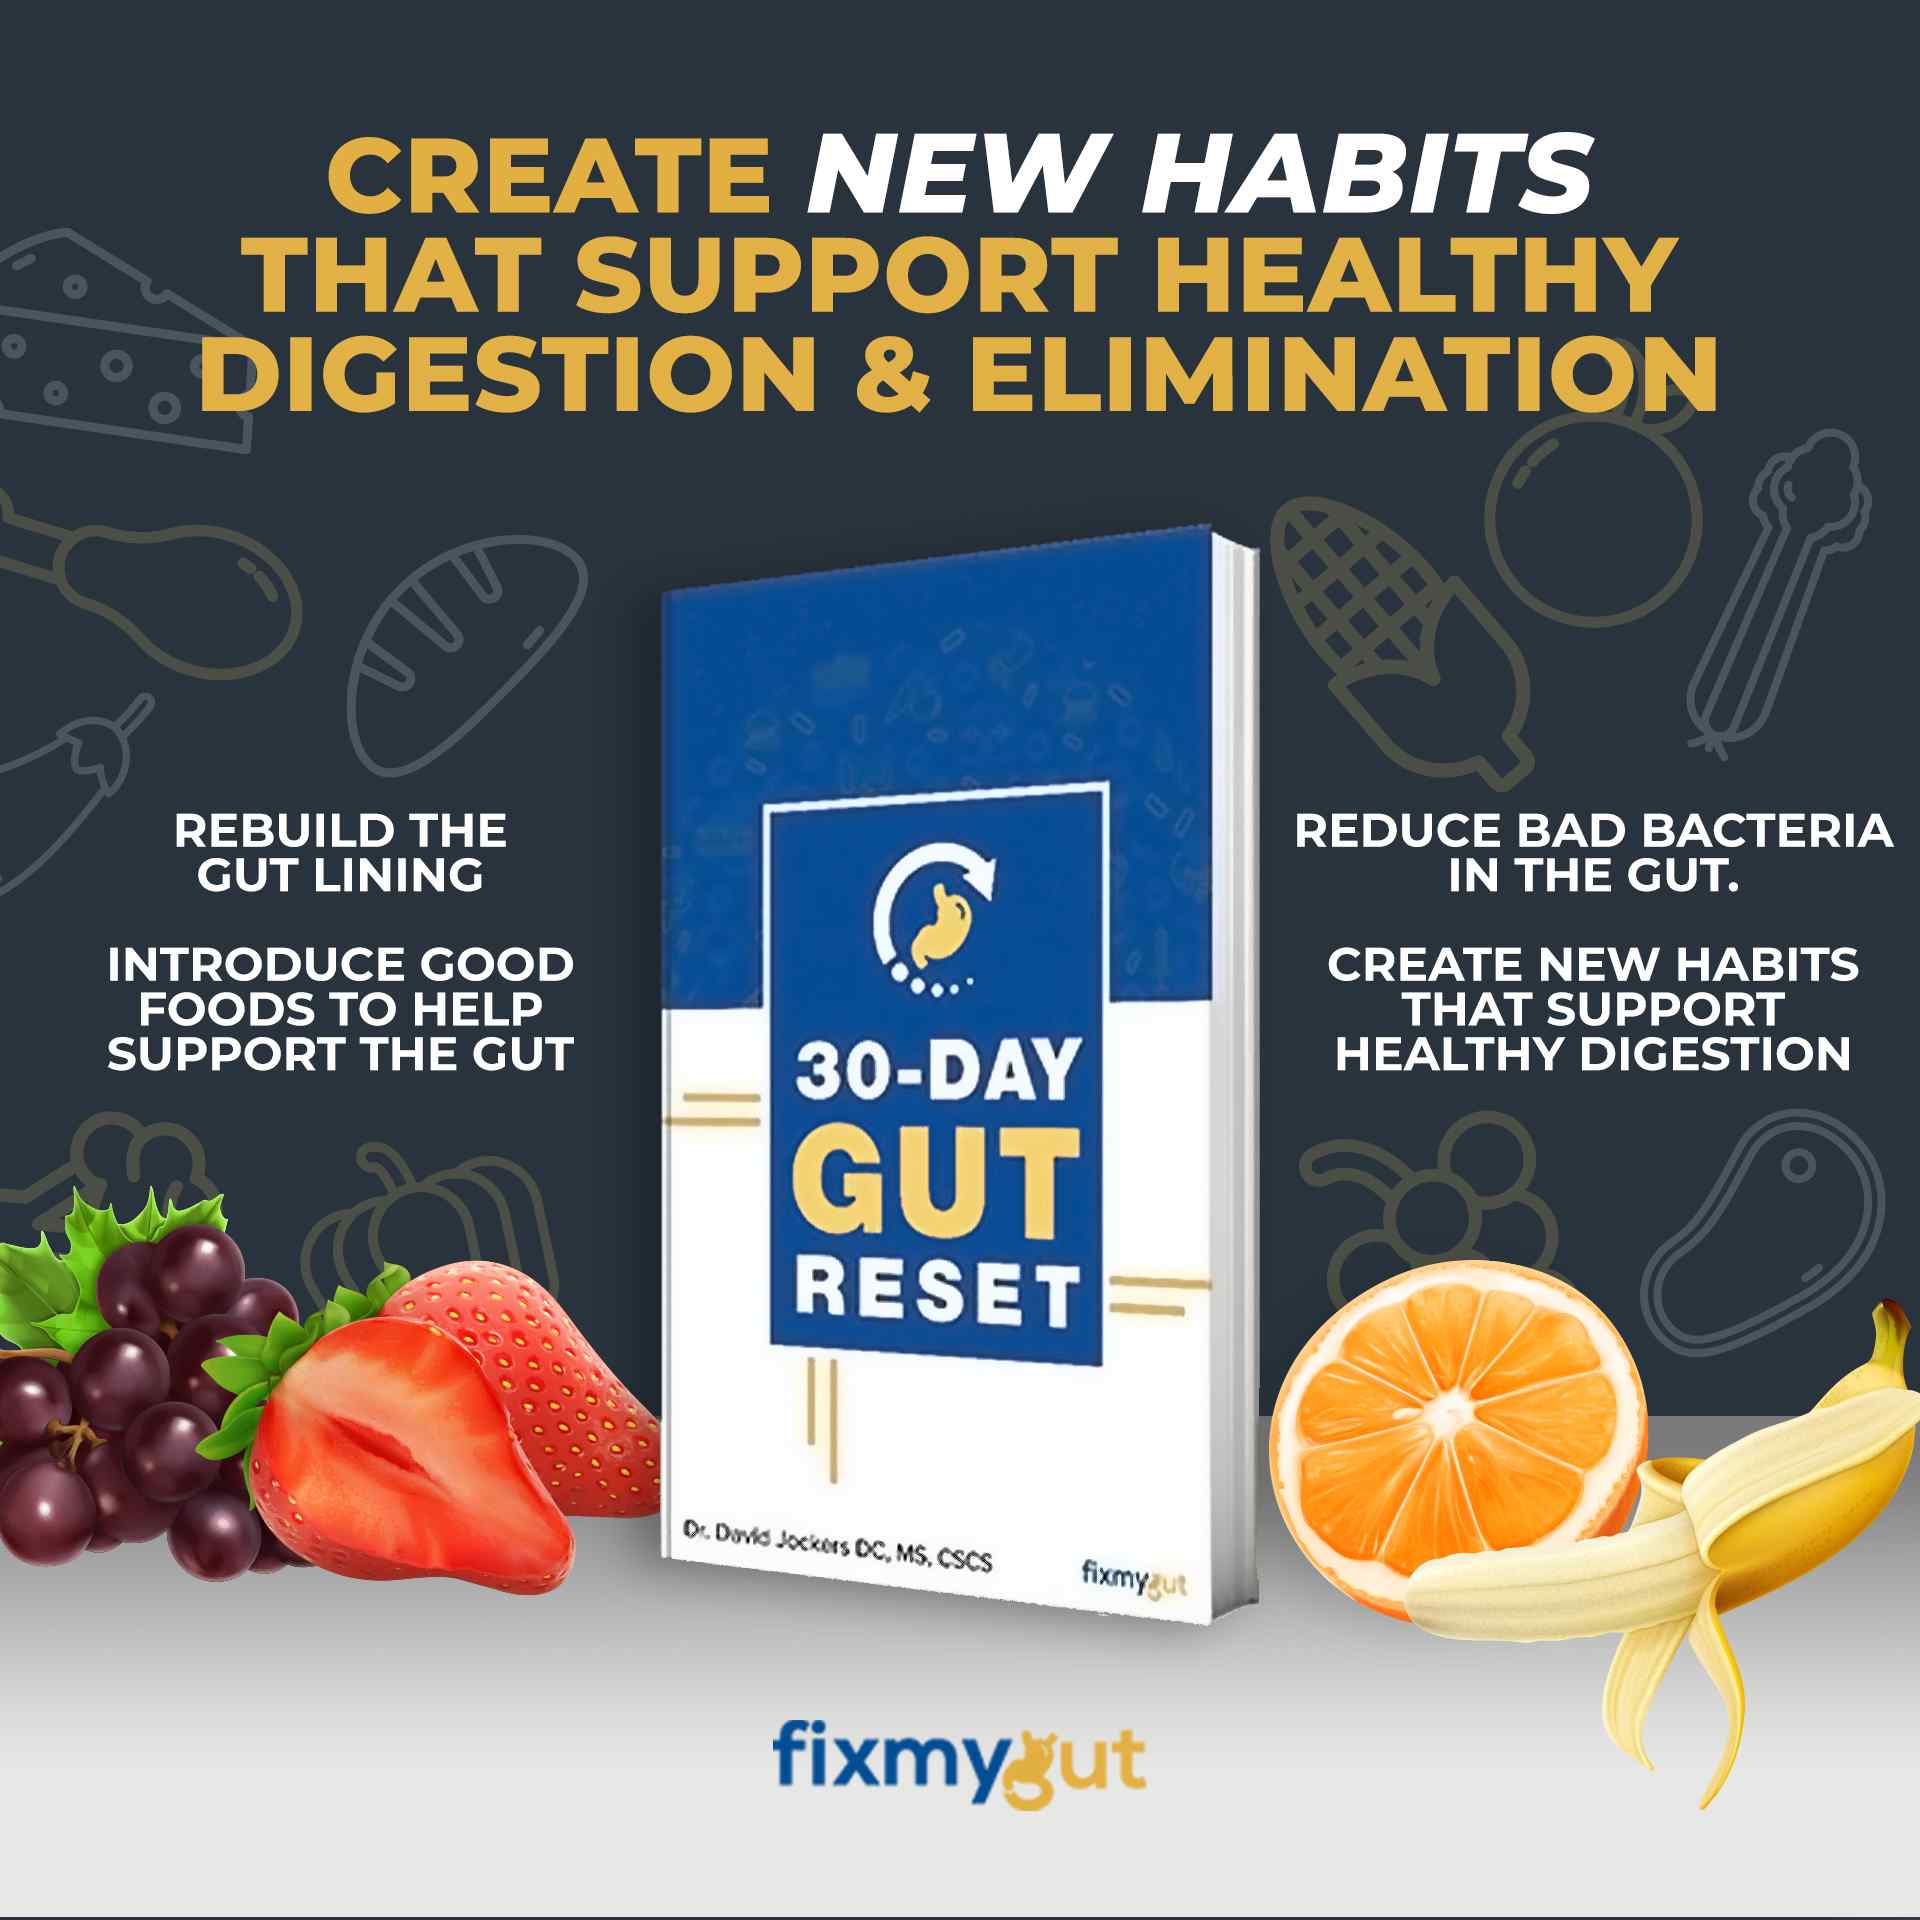 CREATE NEW HABITS
THAT SUPPORT HEALTHY
DIGESTION & ELIMINATION
REBUILD THE
GUT LINING
INTRODUCE GOOD
FOODS TO HELP
SUPPORT THE GUT
REDUCE BAD BACTERIA
IN THE GUT.
CREATE NEW HABITS
THAT SUPPORT
HEALTHY DIGESTION
30-DAY
GUT
RESET
Dr. David Jockers DC, MS, CSCS
fixmygut
fixmygut